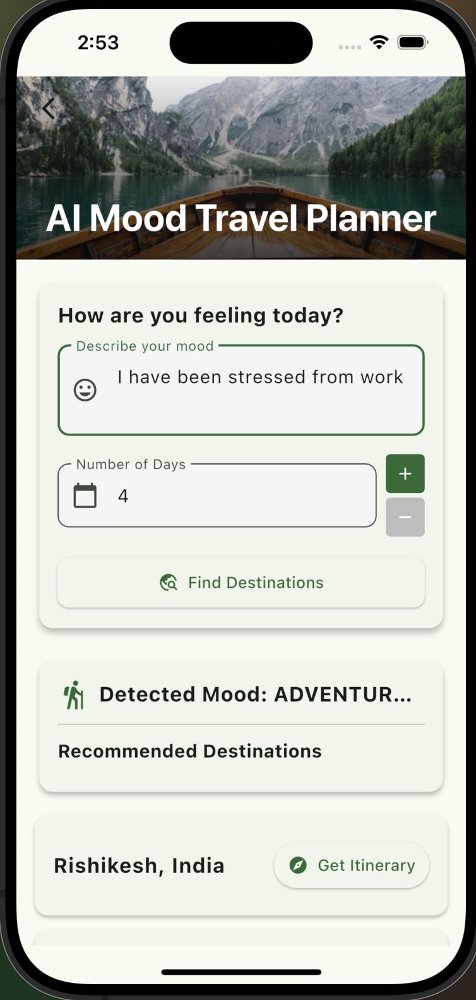 2:53
AI Mood Travel Planner
How are you feeling today?
Describe your mood
I have been stressed from work
Number of Days
4
+
−
Find Destinations
Detected Mood: ADVENTUR...
Recommended Destinations
Rishikesh, India
Get Itinerary